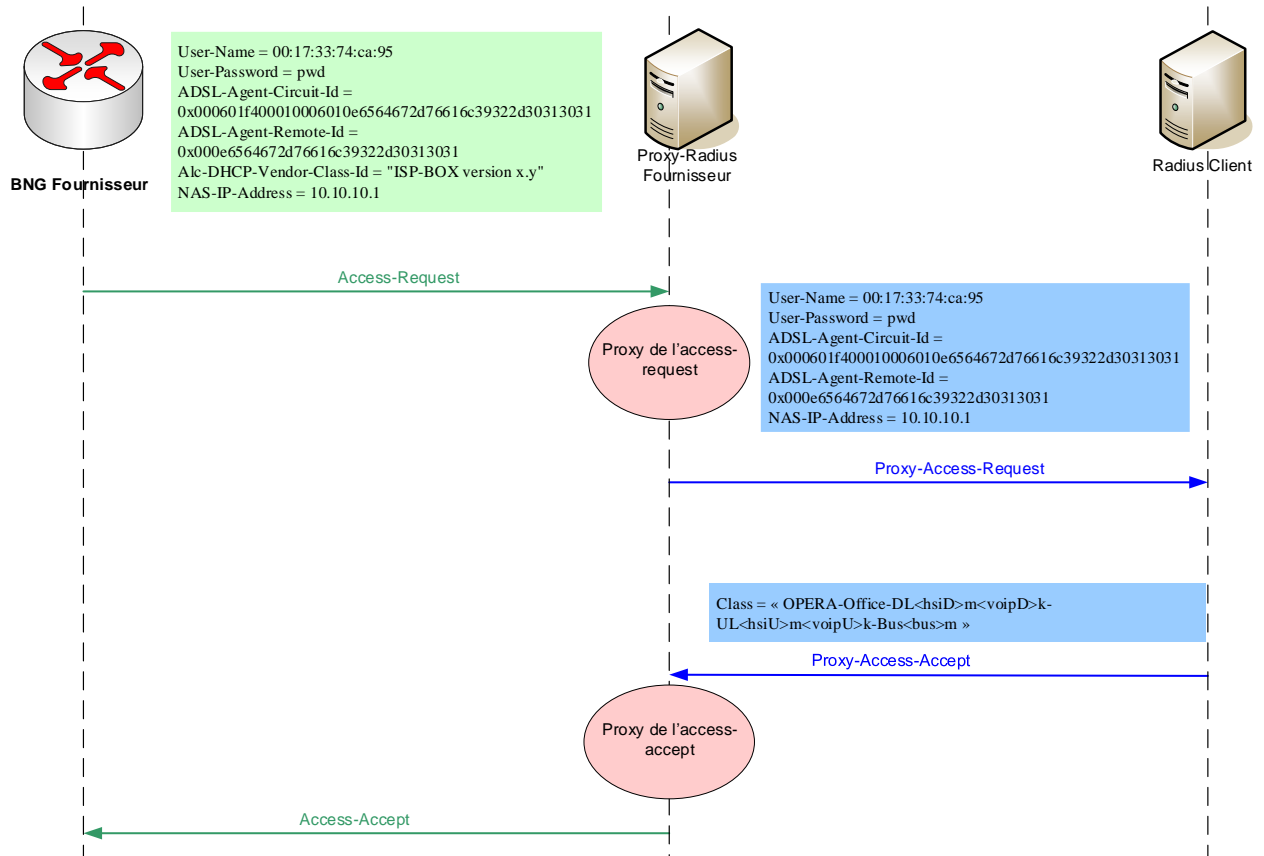 User-Name = 00:17:33:74:ca:95
User-Password = pwd
ADSL-Agent-Circuit-Id =
0x000601f400010006010e6564672d76616c39322d30313031
ADSL-Agent-Remote-Id =
0x000e6564672d76616c39322d30313031
Alc-DHCP-Vendor-Class-Id = "ISP-BOX version x.y"
NAS-IP-Address = 10.10.10.1
BNG Fournisseur
Proxy-Radius
Fournisseur
Radius Client
Access-Request
Proxy de l'access-
request
User-Name = 00:17:33:74:ca:95
User-Password = pwd
ADSL-Agent-Circuit-Id =
0x000601f400010006010e6564672d76616c39322d30313031
ADSL-Agent-Remote-Id =
0x000e6564672d76616c39322d30313031
NAS-IP-Address = 10.10.10.1
Proxy-Access-Request
Class = « OPERA-Office-DL<hsiD>m<voipD>k-
UL<hsiU>m<voipU>k-Bus<bus>m »
Proxy-Access-Accept
Proxy de l'access-
accept
Access-Accept